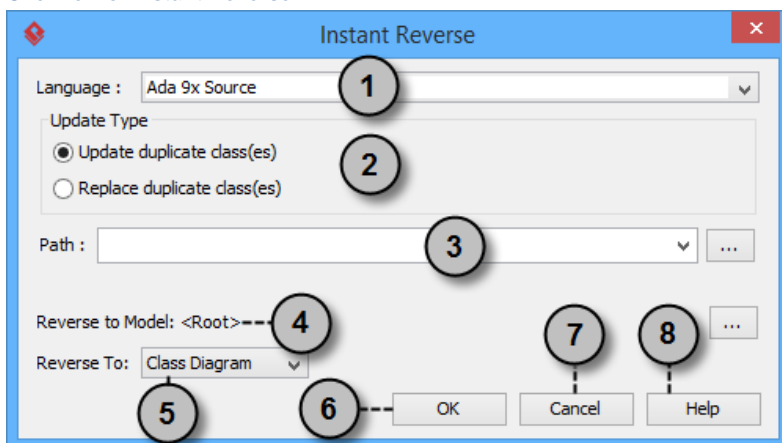 Instant Reverse
Language : Ada 9x Source 1
Update Type
Update duplicate class(es)
2
Replace duplicate class(es)
Path : 3 ...
Reverse to Model: <Root> 4 ...
Reverse To: Class Diagram
5
6 OK 7 Cancel 8 Help